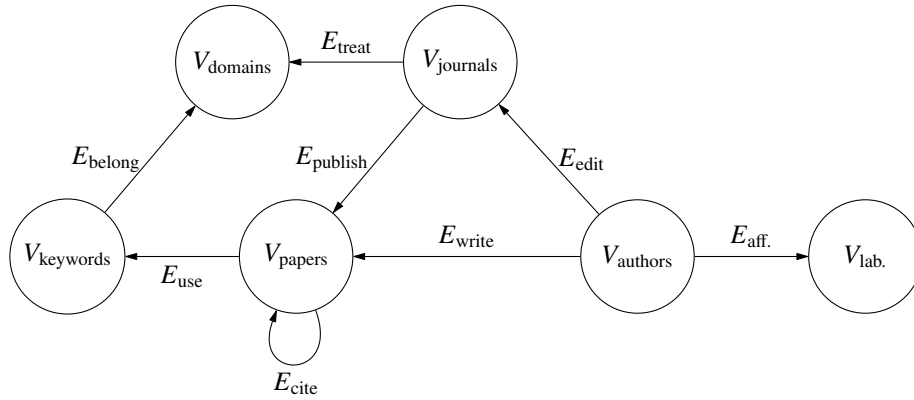 E_treat
V_domains
V_journals
E_belong
E_publish
E_edit
E_write
E_aff.
V_keywords
V_papers
V_authors
V_lab.
E_use
E_cite